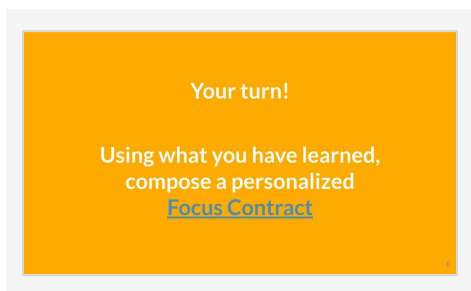 Your turn!
Using what you have learned,
compose a personalized
Focus Contract